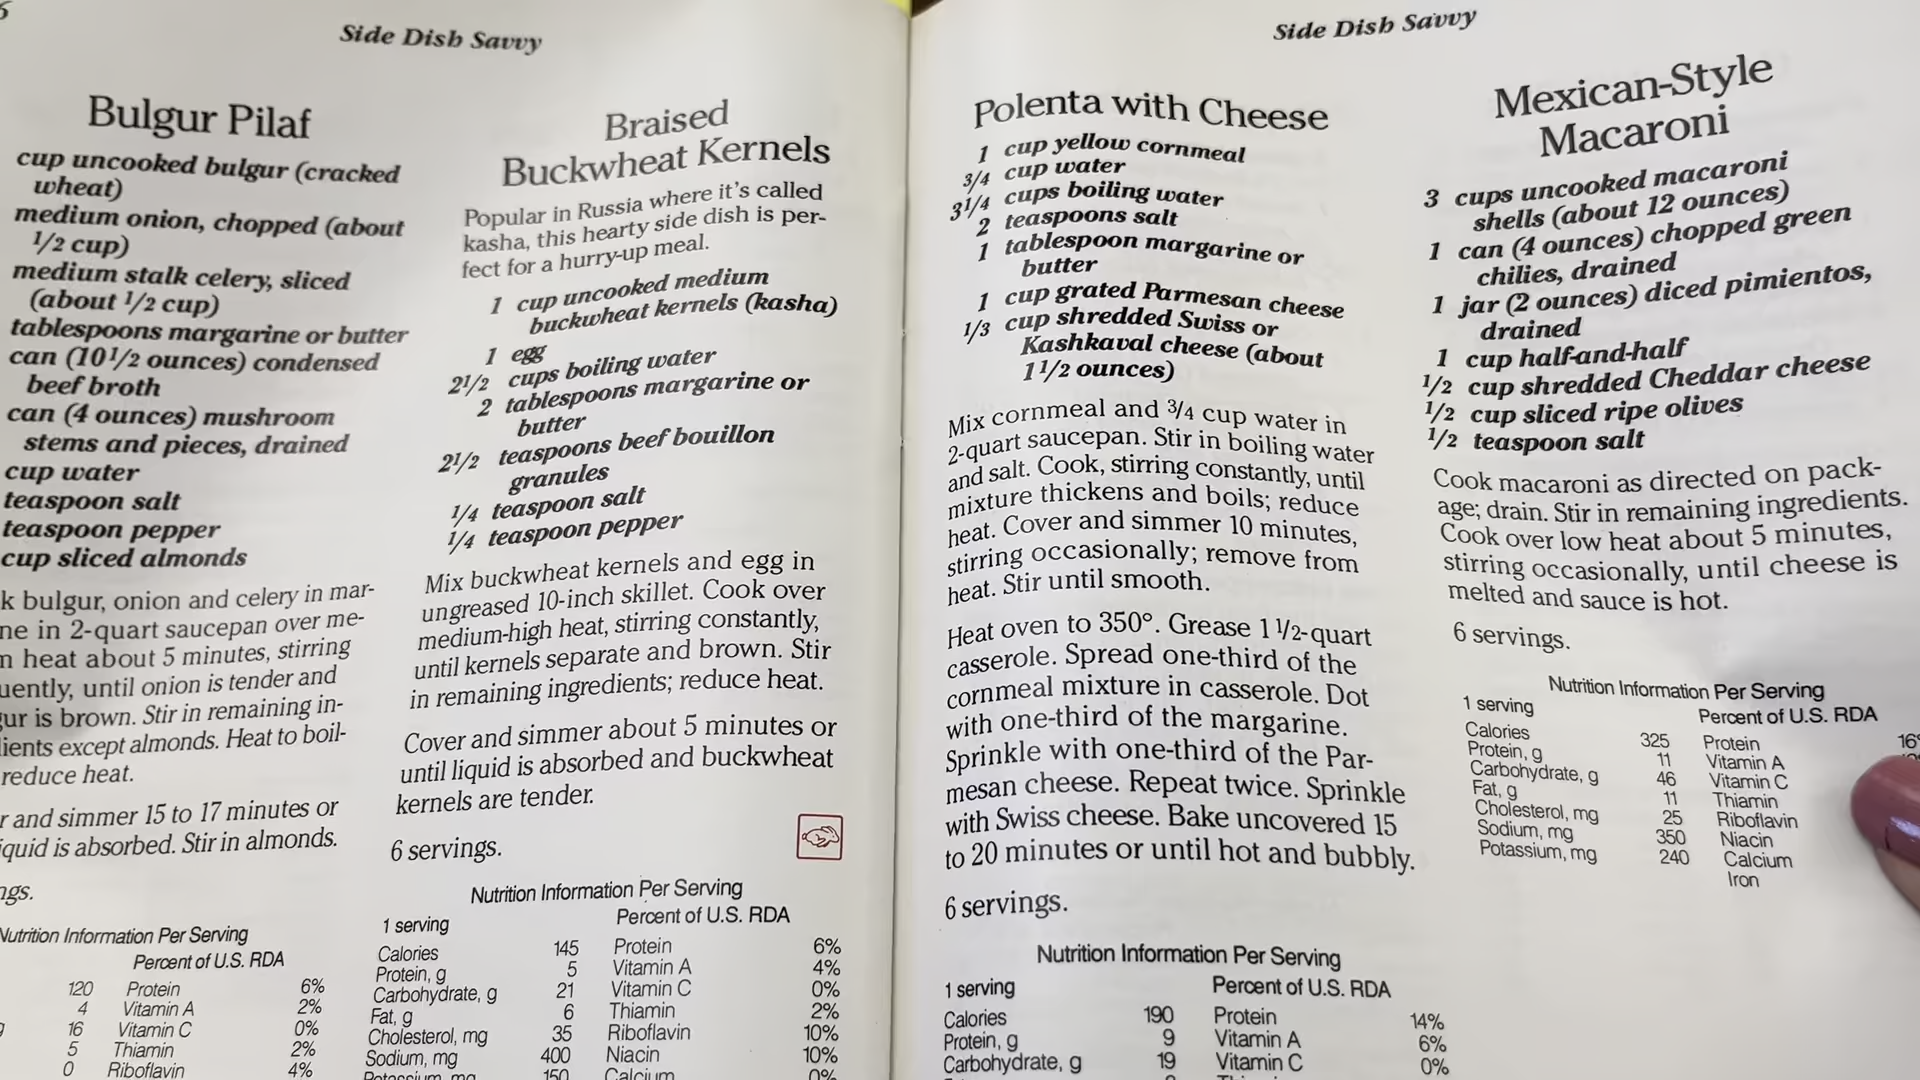 Side Dish Savvy
Bulgur Pilaf
cup uncooked bulgur (cracked
wheat)
medium onion, chopped (about
1/2 cup)
medium stalk celery, sliced
(about 1/2 cup)
tablespoons margarine or butter
can (10 1/2 ounces) condensed
beef broth
can (4 ounces) mushroom
stems and pieces, drained
cup water
teaspoon salt
teaspoon pepper
cup sliced almonds
bulgur, onion and celery in mar-
in 2-quart saucepan over me-
heat about 5 minutes, stirring
until onion is tender and
is brown. Stir in remaining in-
except almonds. Heat to boil-
reduce heat.
and simmer 15 to 17 minutes or
is absorbed. Stir in almonds.
Nutrition Information Per Serving
Percent of U.S. RDA
120 Protein 6%
4 Vitamin A 2%
16 Vitamin C 0%
5 Thiamin 2%
0 Riboflavin 4%
Braised
Buckwheat Kernels
Popular in Russia where it's called
kasha, this hearty side dish is per-
fect for a hurry-up meal.
1 cup uncooked medium
buckwheat kernels (kasha)
1 egg
2 1/2 cups boiling water
2 tablespoons margarine or
butter
2 1/2 teaspoons beef bouillon
granules
1/4 teaspoon salt
1/4 teaspoon pepper
Mix buckwheat kernels and egg in
ungreased 10-inch skillet. Cook over
medium-high heat, stirring constantly,
until kernels separate and brown. Stir
in remaining ingredients; reduce heat.
Cover and simmer about 5 minutes or
until liquid is absorbed and buckwheat
kernels are tender.
6 servings.
Nutrition Information Per Serving
1 serving Percent of U.S. RDA
Calories 145 Protein 6%
Protein, g 5 Vitamin A 4%
Carbohydrate, g 21 Vitamin C 0%
Fat, g 6 Thiamin 2%
Cholesterol, mg 35 Riboflavin 10%
Sodium, mg 400 Niacin 10%
Potassium, mg 150 Calcium 0%
Side Dish Savvy
Polenta with Cheese
1 cup yellow cornmeal
3/4 cup water
3 1/4 cups boiling water
2 teaspoons salt
1 tablespoon margarine or
butter
1 cup grated Parmesan cheese
1/3 cup shredded Swiss or
Kashkaval cheese (about
1 1/2 ounces)
Mix cornmeal and 3/4 cup water in
2-quart saucepan. Stir in boiling water
and salt. Cook, stirring constantly, until
mixture thickens and boils; reduce
heat. Cover and simmer 10 minutes,
stirring occasionally; remove from
heat. Stir until smooth.
Heat oven to 350°. Grease 1 1/2-quart
casserole. Spread one-third of the
cornmeal mixture in casserole. Dot
with one-third of the margarine.
Sprinkle with one-third of the Par-
mesan cheese. Repeat twice. Sprinkle
with Swiss cheese. Bake uncovered 15
to 20 minutes or until hot and bubbly.
6 servings.
Nutrition Information Per Serving
1 serving Percent of U.S. RDA
Calories 190 Protein 14%
Protein, g 9 Vitamin A 6%
Carbohydrate, g 19 Vitamin C 0%
Mexican-Style
Macaroni
3 cups uncooked macaroni
shells (about 12 ounces)
1 can (4 ounces) chopped green
chilies, drained
1 jar (2 ounces) diced pimientos,
drained
1 cup half-and-half
1/2 cup shredded Cheddar cheese
1/2 cup sliced ripe olives
1/2 teaspoon salt
Cook macaroni as directed on pack-
age; drain. Stir in remaining ingredients.
Cook over low heat about 5 minutes,
stirring occasionally, until cheese is
melted and sauce is hot.
6 servings.
Nutrition Information Per Serving
1 serving Percent of U.S. RDA
Calories 325 Protein 16%
Protein, g 11 Vitamin A
Carbohydrate, g 46 Vitamin C
Fat, g 11 Thiamin
Cholesterol, mg 25 Riboflavin
Sodium, mg 350 Niacin
Potassium, mg 240 Calcium
Iron